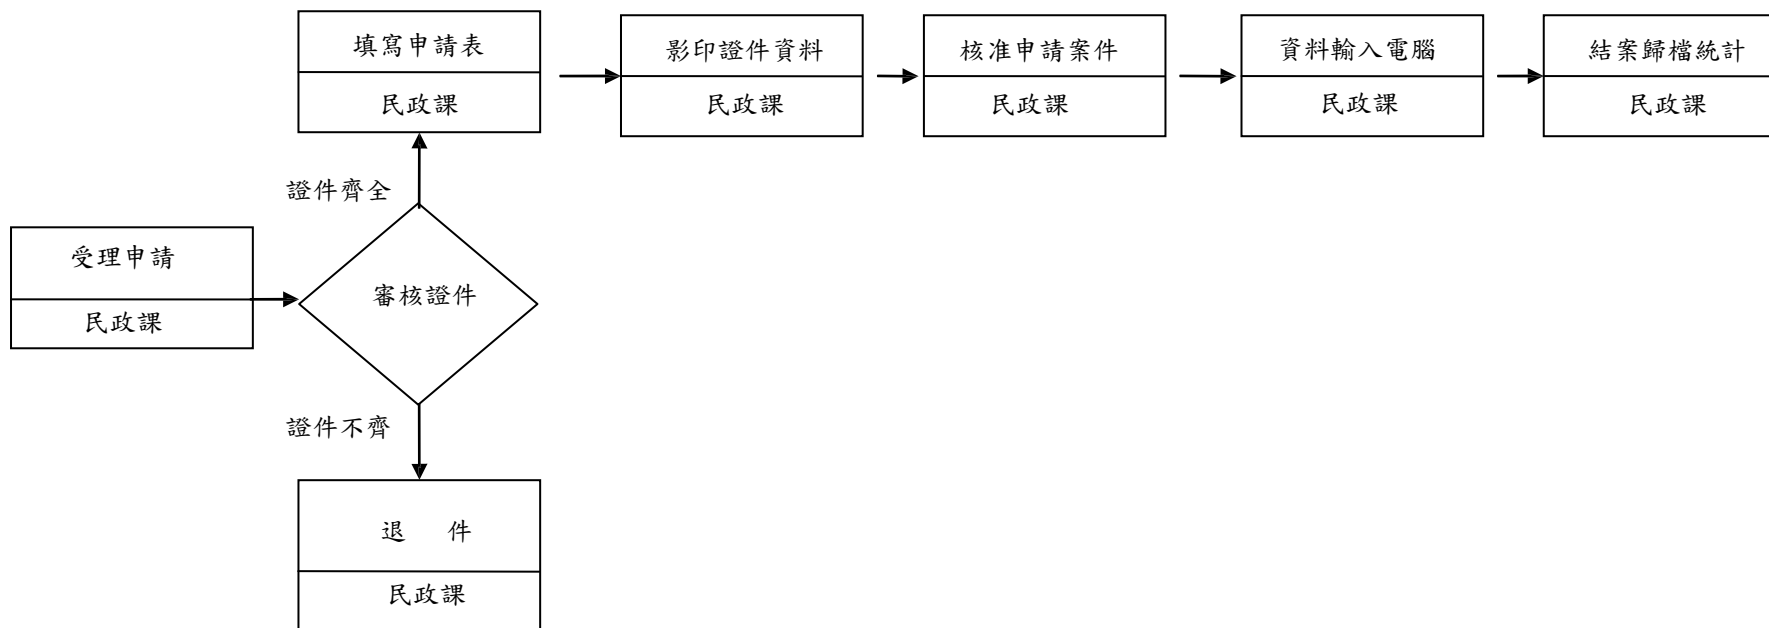 填寫申請表
民政課
影印證件資料
民政課
核准申請案件
民政課
資料輸入電腦
民政課
結案歸檔統計
民政課
證件齊全
受理申請
民政課
審核證件
證件不齊
退 件
民政課